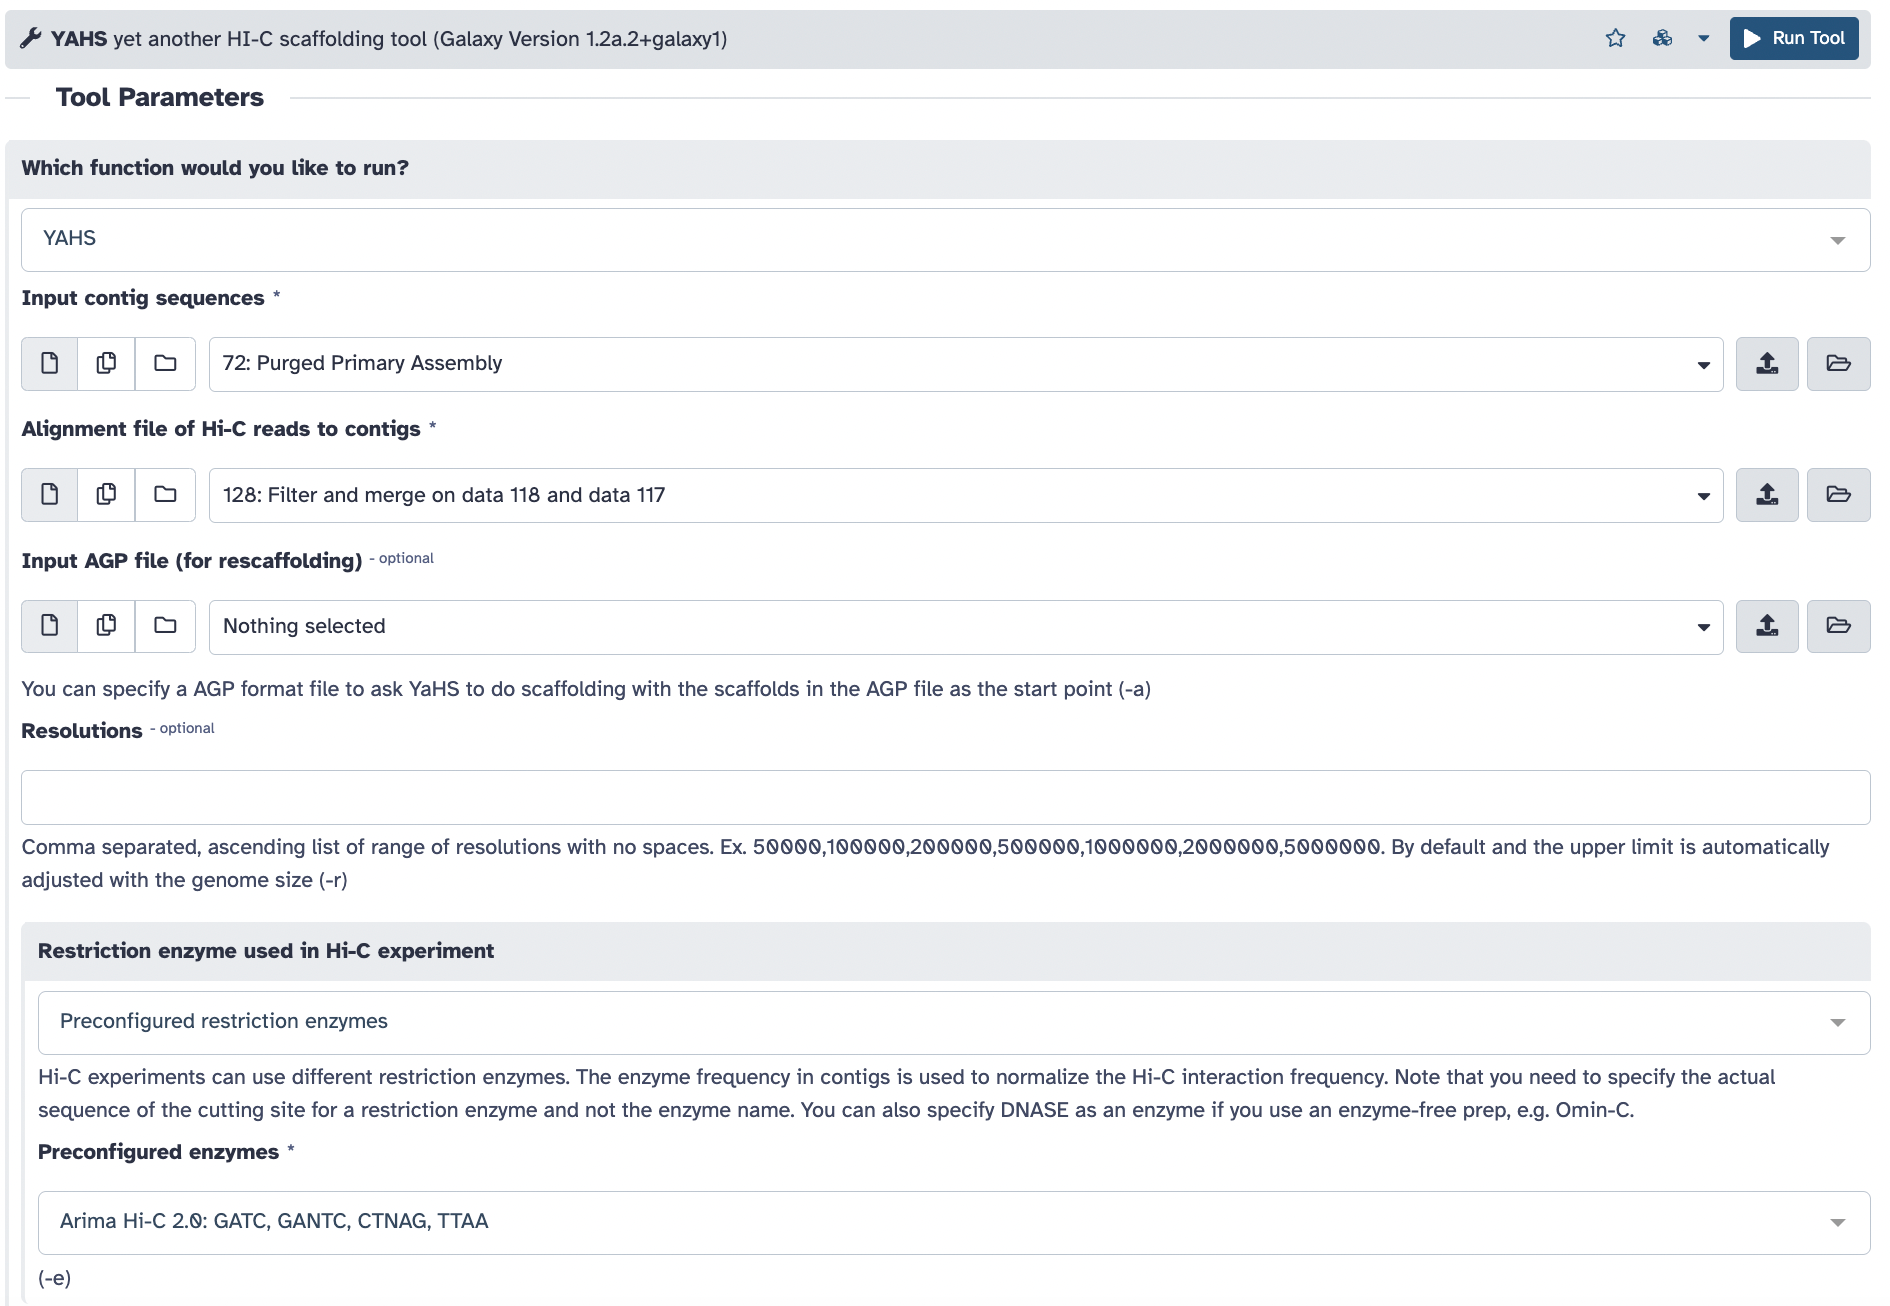 YAHS yet another HI-C scaffolding tool (Galaxy Version 1.2a.2+galaxy1)
Run Tool
Tool Parameters
Which function would you like to run?
YAHS
Input contig sequences *
72: Purged Primary Assembly
Alignment file of Hi-C reads to contigs *
128: Filter and merge on data 118 and data 117
Input AGP file (for rescaffolding) - optional
Nothing selected
You can specify a AGP format file to ask YaHS to do scaffolding with the scaffolds in the AGP file as the start point (-a)
Resolutions - optional
Comma separated, ascending list of range of resolutions with no spaces. Ex. 50000,100000,200000,500000,1000000,2000000,5000000. By default and the upper limit is automatically
adjusted with the genome size (-r)
Restriction enzyme used in Hi-C experiment
Preconfigured restriction enzymes
Hi-C experiments can use different restriction enzymes. The enzyme frequency in contigs is used to normalize the Hi-C interaction frequency. Note that you need to specify the actual
sequence of the cutting site for a restriction enzyme and not the enzyme name. You can also specify DNASE as an enzyme if you use an enzyme-free prep, e.g. Omin-C.
Preconfigured enzymes *
Arima Hi-C 2.0: GATC, GANTC, CTNAG, TTAA
(-e)